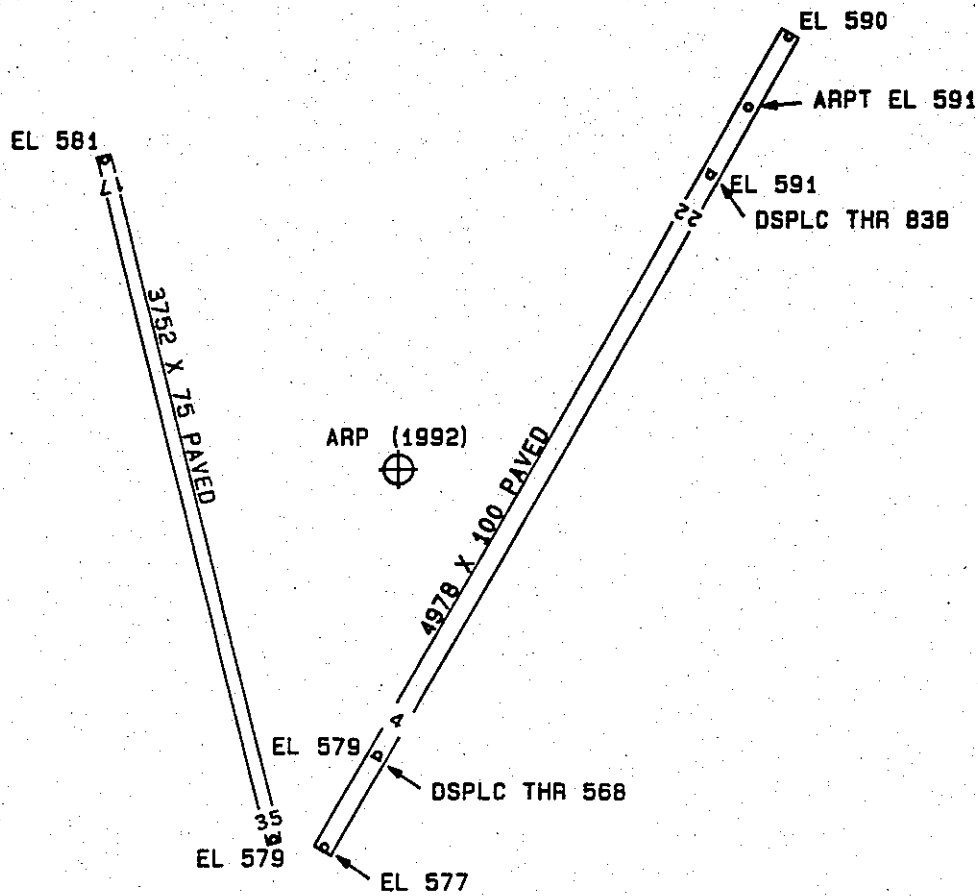 EL 590
ARPT EL 591
EL 581
17
EL 591
DSPLC THR 838
22
3752 X 75 PAVED
ARP (1992)
4978 X 100 PAVED
4
EL 579
DSPLC THR 568
35
EL 579
EL 577